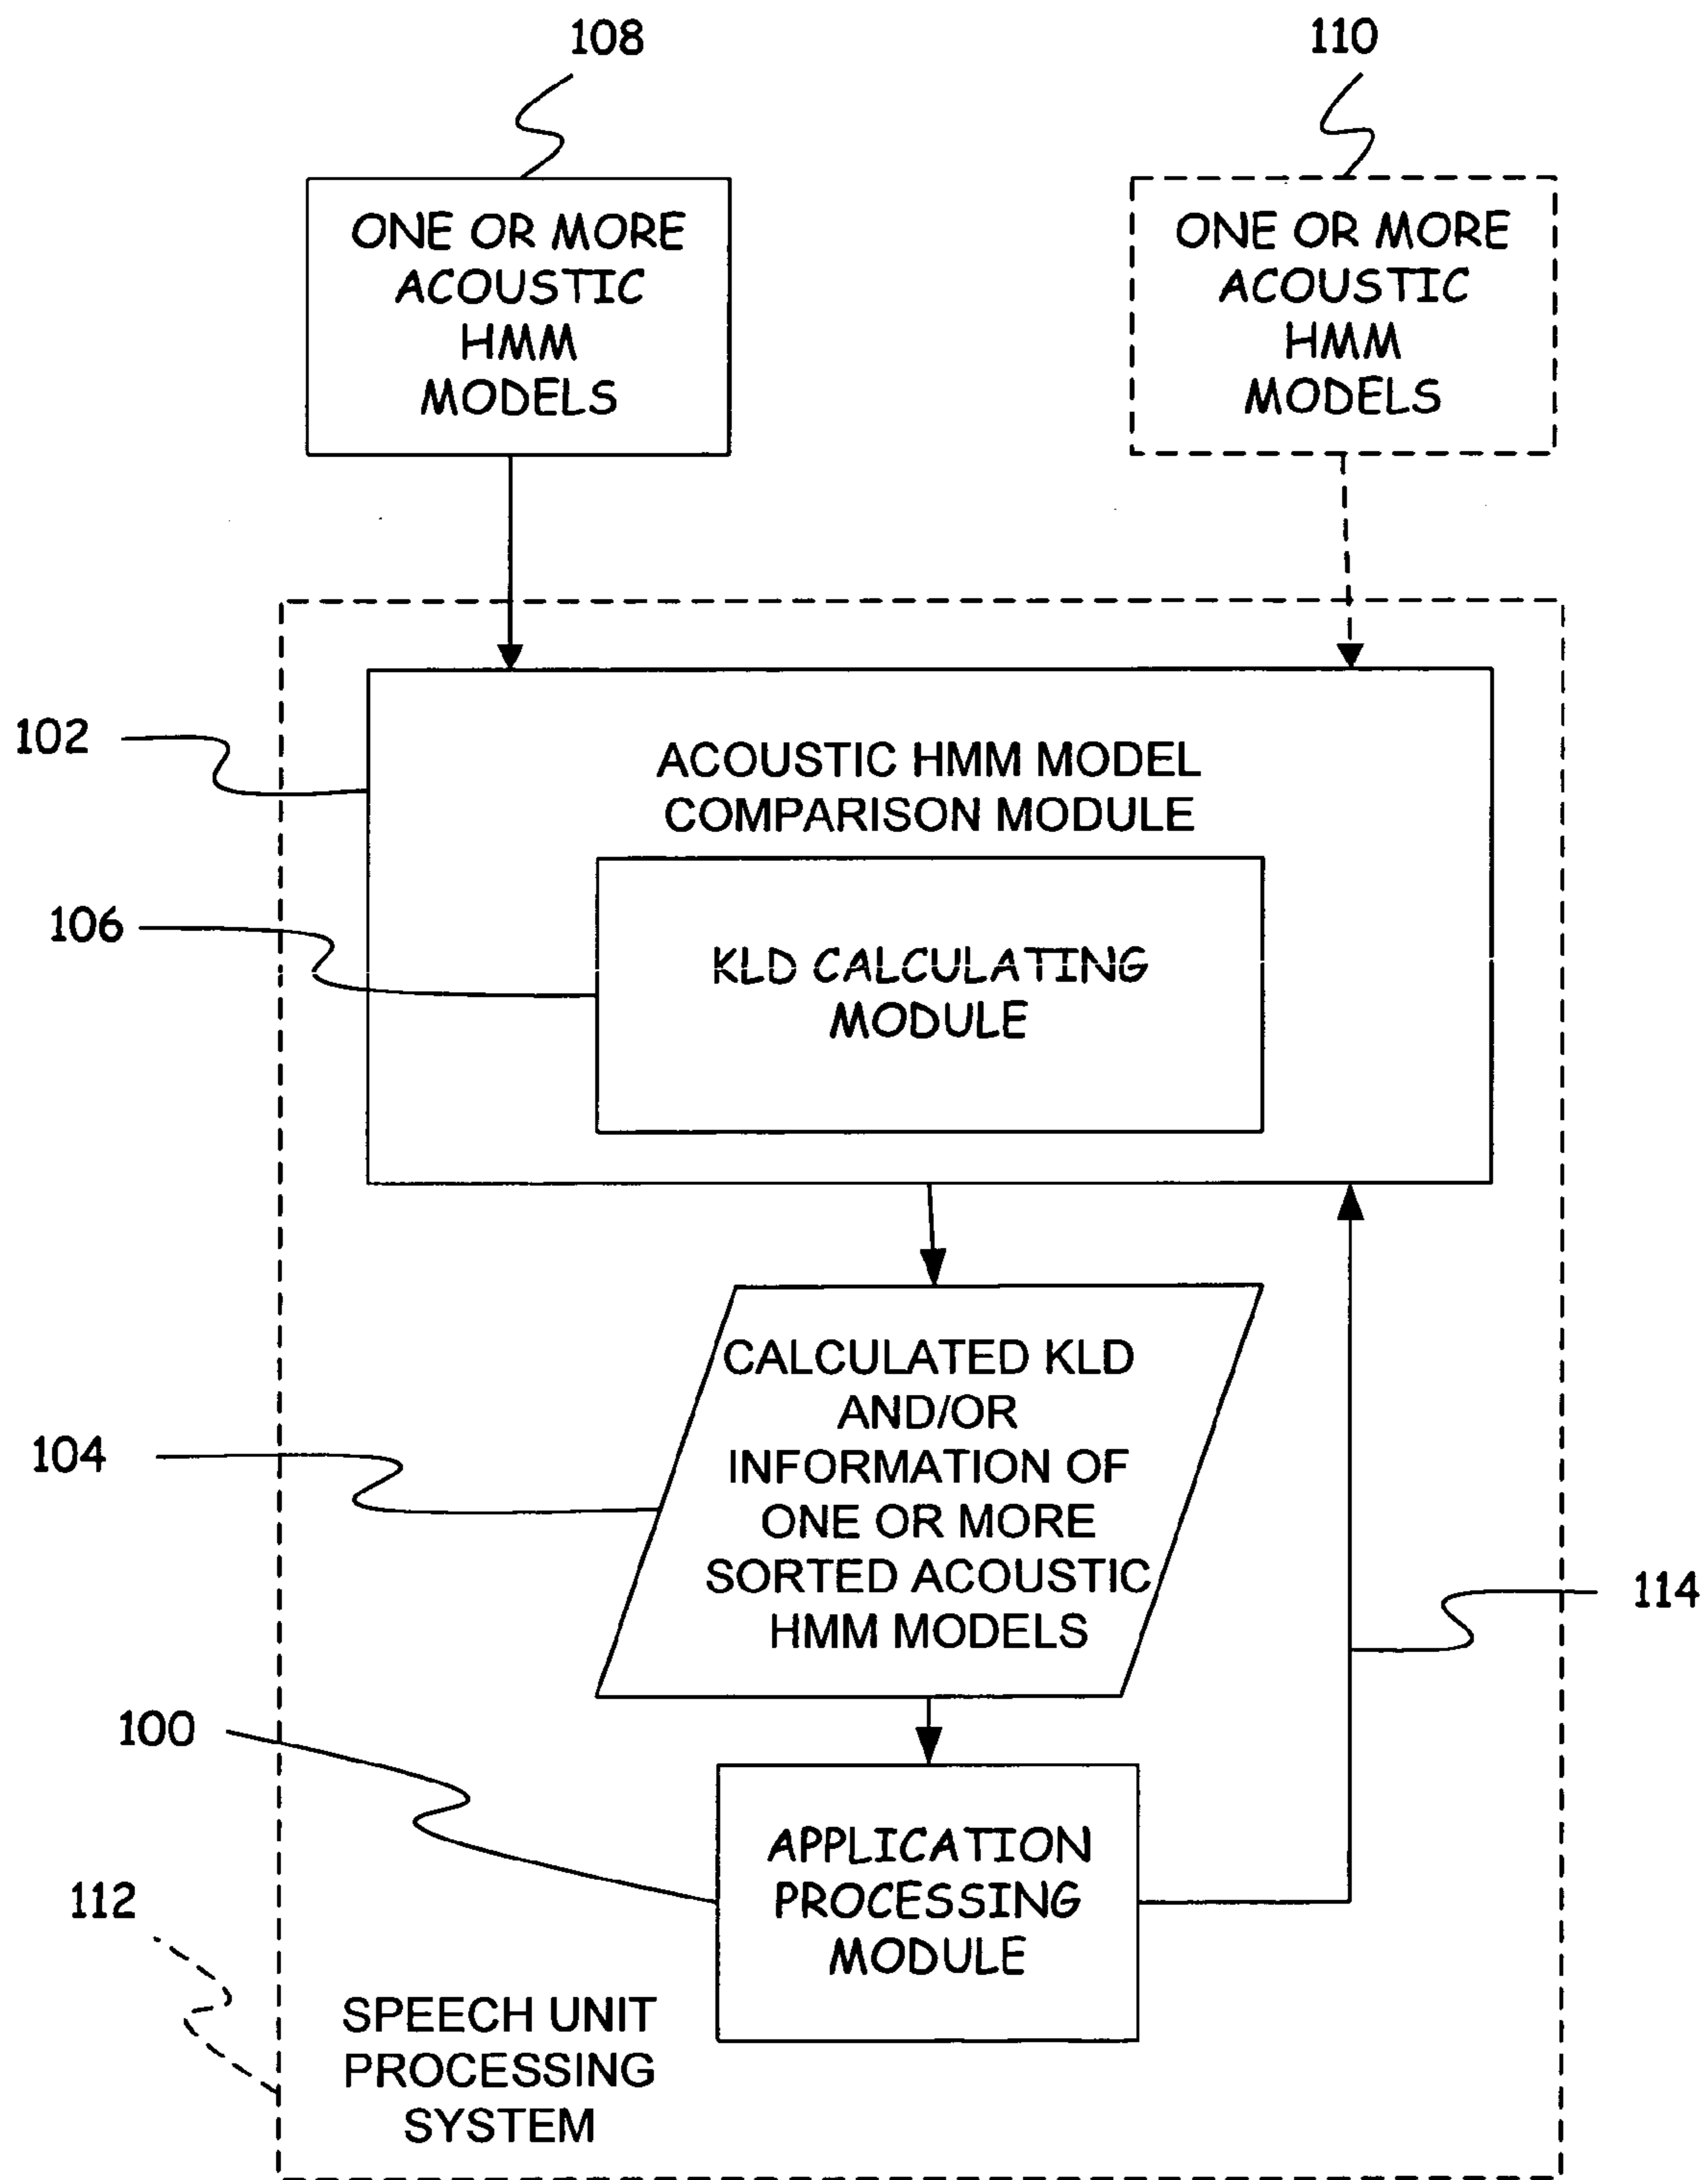 108
110
ONE OR MORE
ACOUSTIC
HMM
MODELS
ONE OR MORE
ACOUSTIC
HMM
MODELS
102
ACOUSTIC HMM MODEL
COMPARISON MODULE
106
KLD CALCULATING
MODULE
104
CALCULATED KLD
AND/OR
INFORMATION OF
ONE OR MORE
SORTED ACOUSTIC
HMM MODELS
114
100
APPLICATION
PROCESSING
MODULE
112
SPEECH UNIT
PROCESSING
SYSTEM